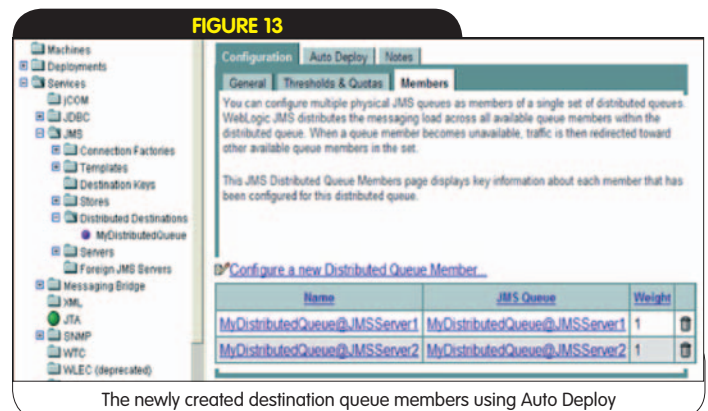 FIGURE 13
Machines
Deployments
Services
jCOM
JDBC
JMS
Connection Factories
Templates
Destination Keys
Stores
Distributed Destinations
MyDistributedQueue
Servers
Foreign JMS Servers
Messaging Bridge
XML
JTA
SNMP
WTC
WLEC (deprecated)
Configuration Auto Deploy Notes
General Thresholds & Quotas Members
You can configure multiple physical JMS queues as members of a single set of distributed queues.
WebLogic JMS distributes the messaging load across all available queue members within the
distributed queue. When a queue member becomes unavailable, traffic is then redirected toward
other available queue members in the set.
This JMS Distributed Queue Members page displays key information about each member that has
been configured for this distributed queue.
Configure a new Distributed Queue Member...
Name JMS Queue Weight
MyDistributedQueue@JMSServer1 MyDistributedQueue@JMSServer1 1
MyDistributedQueue@JMSServer2 MyDistributedQueue@JMSServer2 1
The newly created destination queue members using Auto Deploy